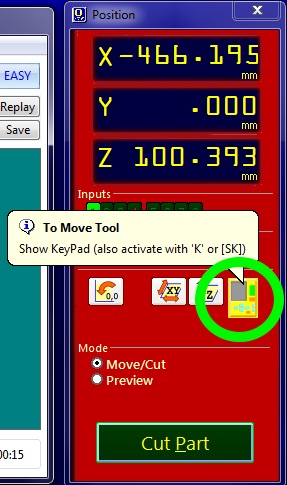 Position
EASY
X-466.195
mm
Replay
Y .000
mm
Save
Z 100.393
mm
Inputs
To Move Tool
Show KeyPad (also activate with 'K' or [SK])
0,0
XY
Z
Mode
Move/Cut
Preview
Cut Part
00:15